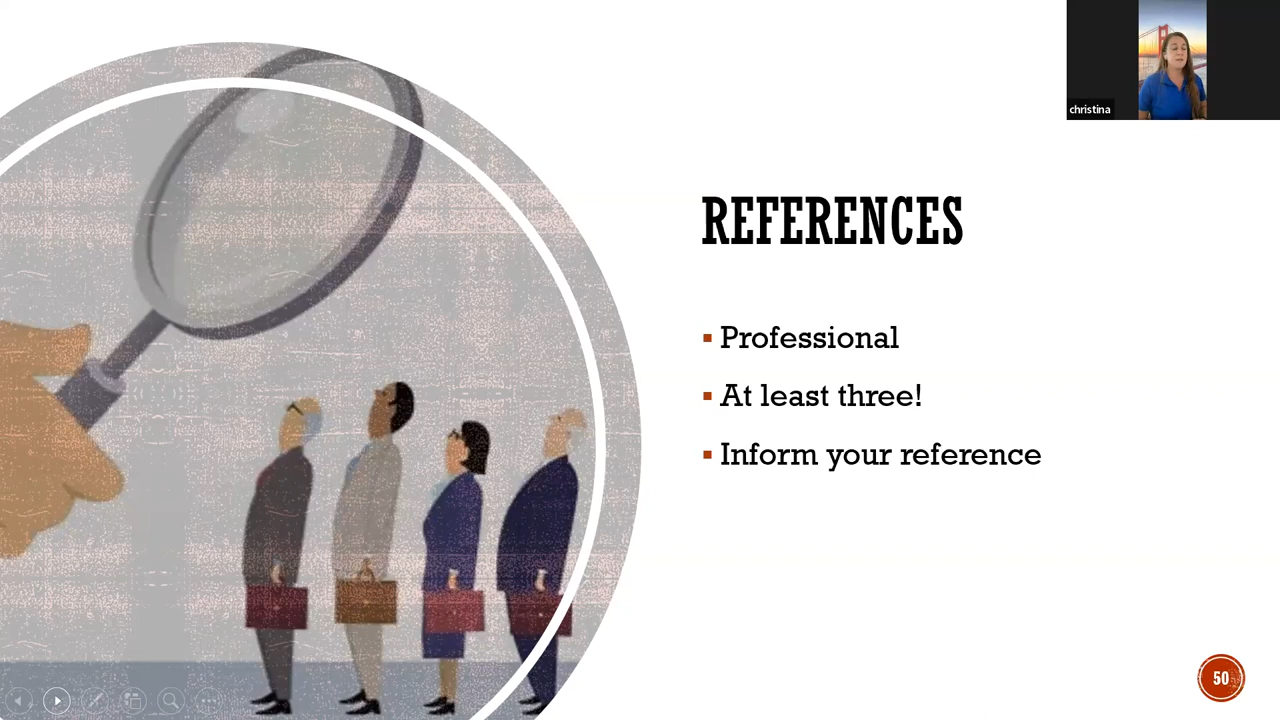 christina
REFERENCES
Professional
At least three!
Inform your reference
50